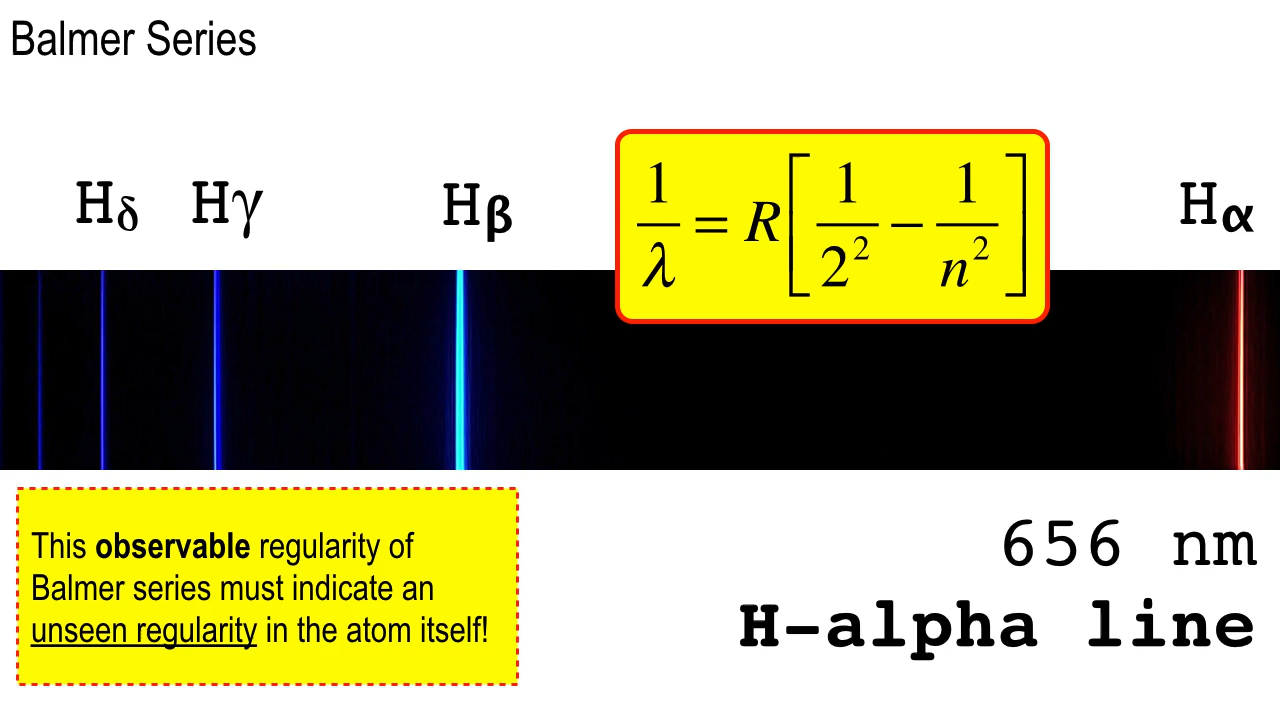 Balmer Series
Hδ Hγ Hβ Hα
1/λ = R[1/2² − 1/n²]
This observable regularity of
Balmer series must indicate an
unseen regularity in the atom itself!
656 nm
H-alpha line